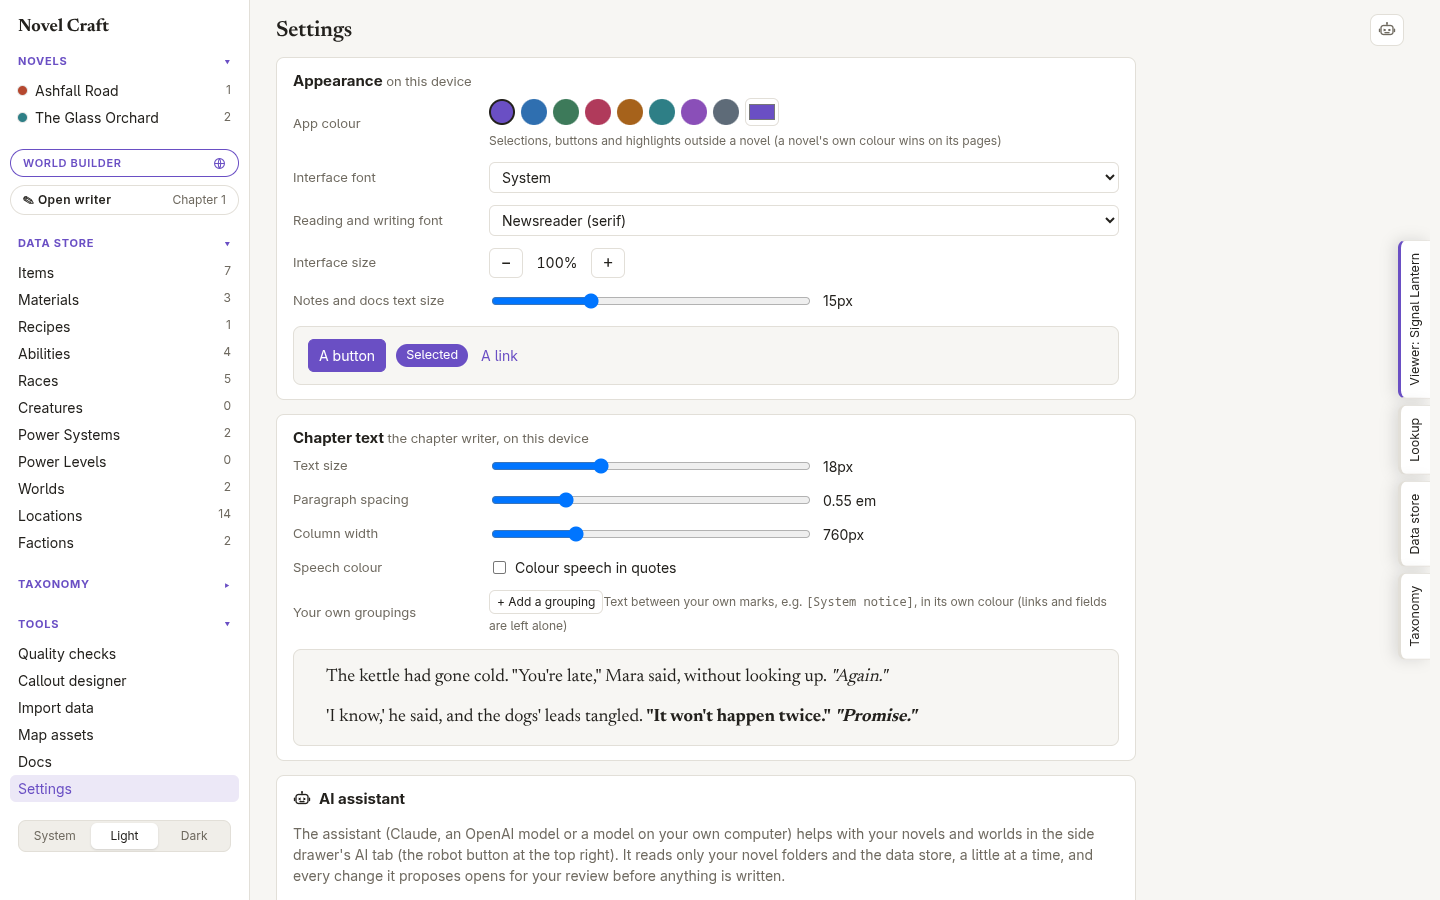 Novel Craft
NOVELS
Ashfall Road 1
The Glass Orchard 2
WORLD BUILDER
✎ Open writer Chapter 1
DATA STORE
Items 7
Materials 3
Recipes 1
Abilities 4
Races 5
Creatures 0
Power Systems 2
Power Levels 0
Worlds 2
Locations 14
Factions 2
TAXONOMY
TOOLS
Quality checks
Callout designer
Import data
Map assets
Docs
Settings
System Light Dark
Settings
Appearance on this device
App colour
Selections, buttons and highlights outside a novel (a novel's own colour wins on its pages)
Interface font System
Reading and writing font Newsreader (serif)
Interface size − 100% +
Notes and docs text size 15px
A button Selected A link
Chapter text the chapter writer, on this device
Text size 18px
Paragraph spacing 0.55 em
Column width 760px
Speech colour Colour speech in quotes
Your own groupings + Add a grouping Text between your own marks, e.g. [System notice], in its own colour (links and fields
are left alone)
The kettle had gone cold. "You're late," Mara said, without looking up. "Again."
'I know,' he said, and the dogs' leads tangled. "It won't happen twice." "Promise."
AI assistant
The assistant (Claude, an OpenAI model or a model on your own computer) helps with your novels and worlds in the side
drawer's AI tab (the robot button at the top right). It reads only your novel folders and the data store, a little at a time, and
every change it proposes opens for your review before anything is written.
Viewer: Signal Lantern
Lookup
Data store
Taxonomy